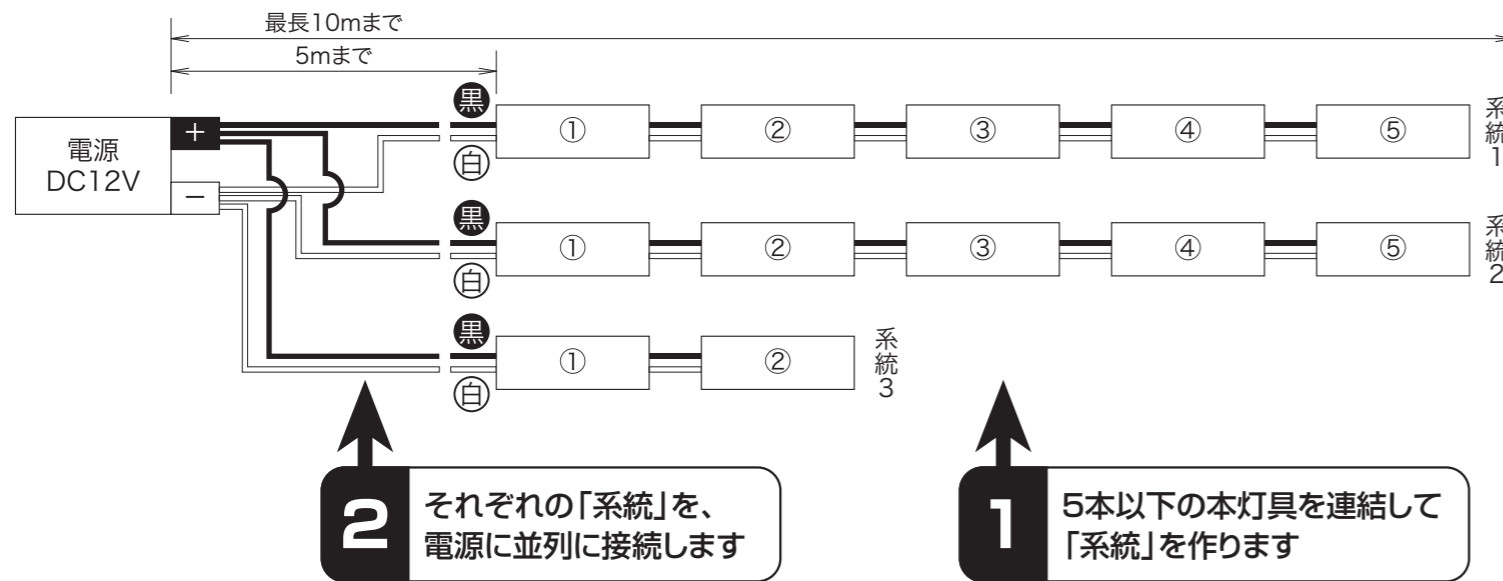 最長10mまで
5mまで
電源
DC12V
＋
－
黒
白
① ② ③ ④ ⑤
系統1
黒
白
① ② ③ ④ ⑤
系統2
黒
白
① ②
系統3
2
それぞれの「系統」を、
電源に並列に接続します
1
5本以下の本灯具を連結して
「系統」を作ります